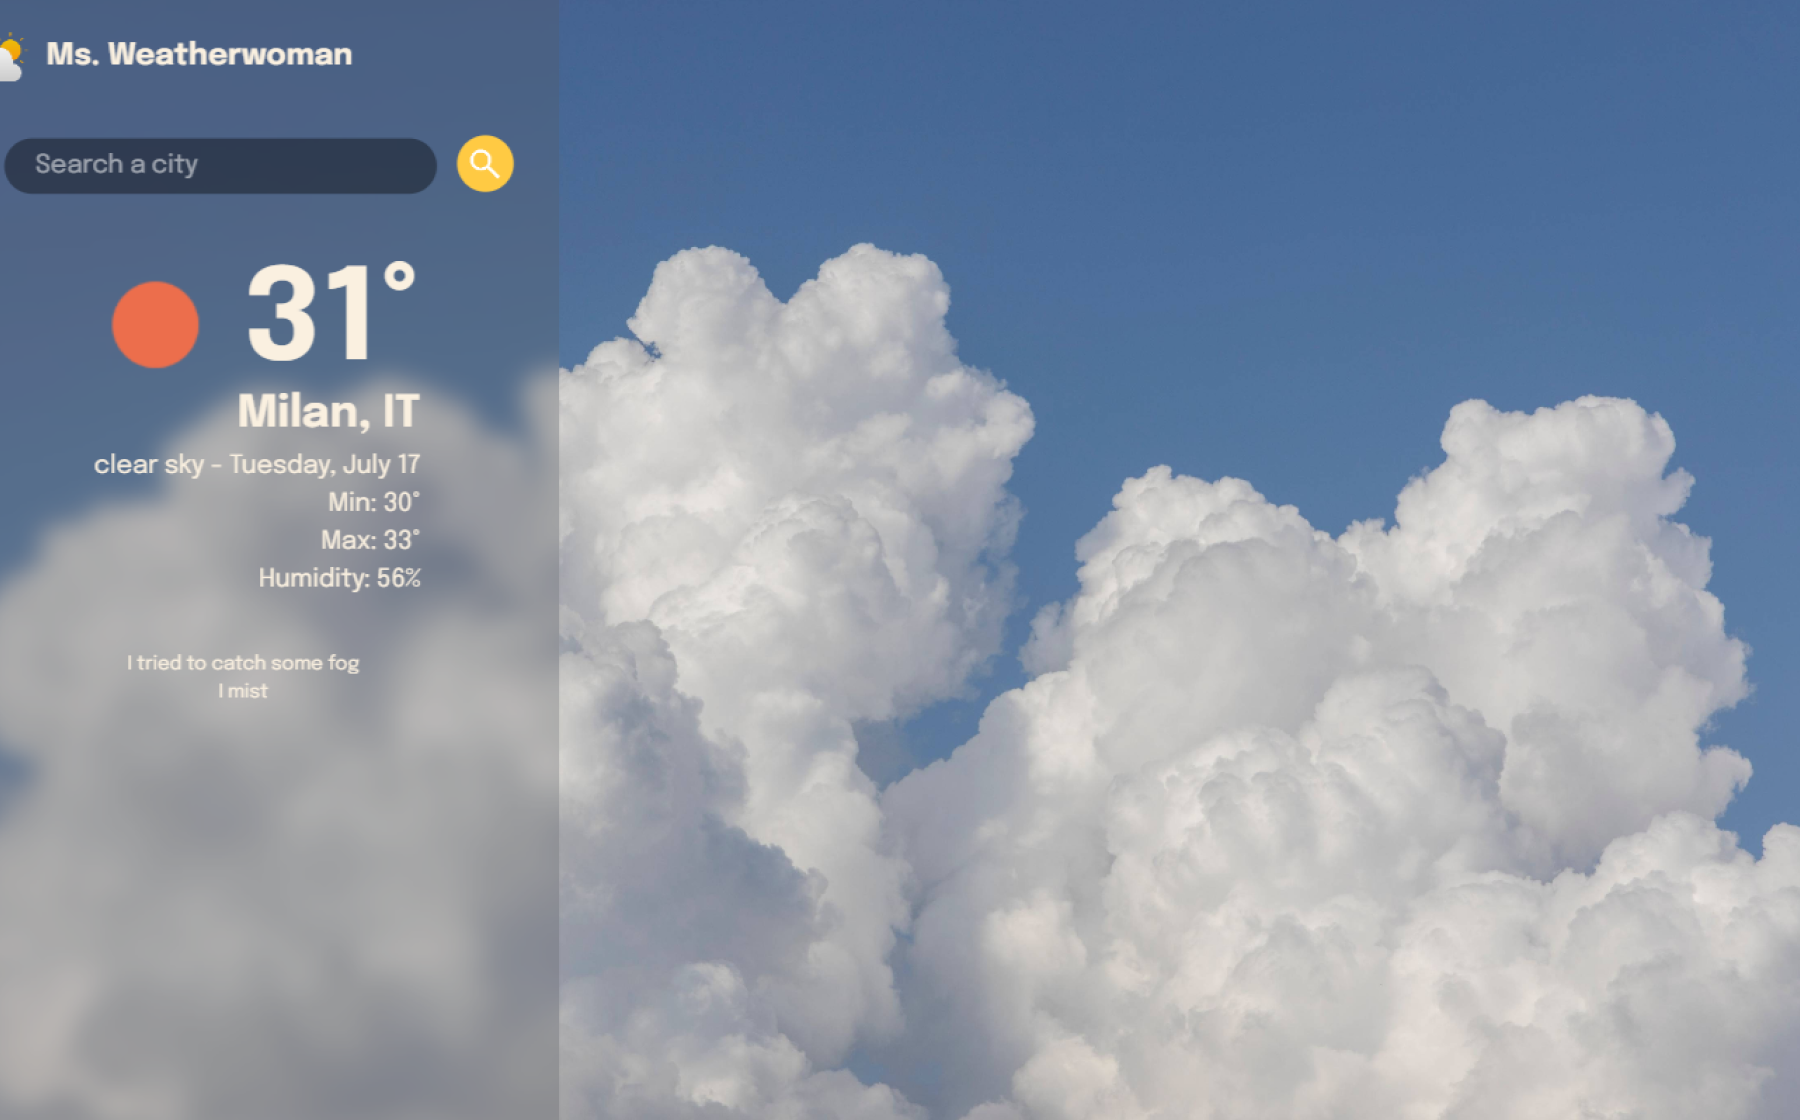 Ms. Weatherwoman
Search a city
31°
Milan, IT
clear sky - Tuesday, July 17
Min: 30°
Max: 33°
Humidity: 56%
I tried to catch some fog
I mist